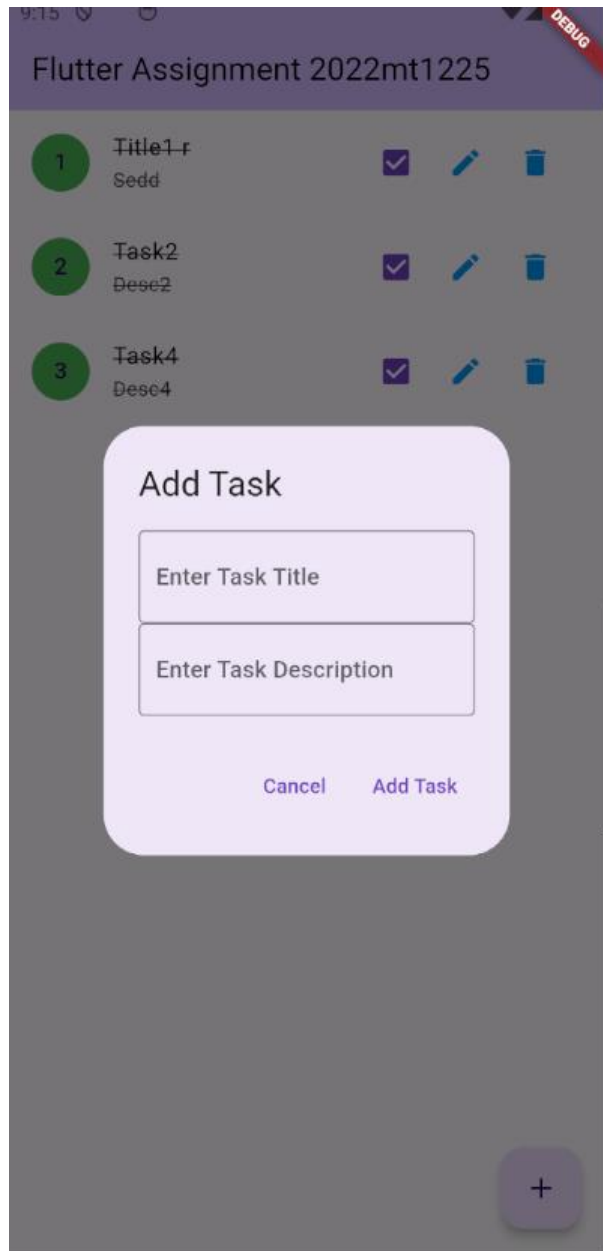 9:15
DEBUG
Flutter Assignment 2022mt1225
1
Title1 r
Sedd
2
Task2
Desc2
3
Task4
Desc4
Add Task
Enter Task Title
Enter Task Description
Cancel Add Task
+